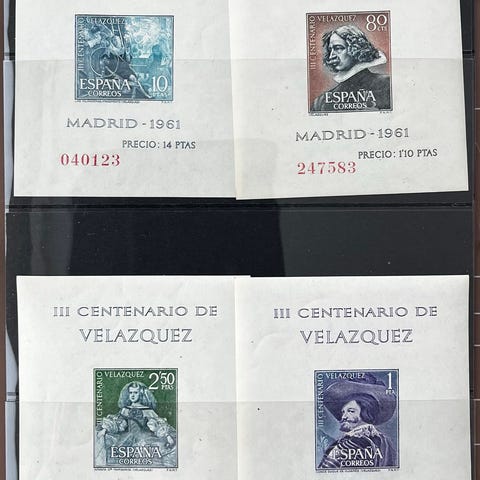 III CENTENARIO
VELAZQUEZ
10
PTAS
ESPAÑA
CORREOS
MADRID - 1961
PRECIO: 14 PTAS
040123
III CENTENARIO
VELAZQUEZ
80
CTS
ESPAÑA
CORREOS
VELAZQUEZ
MADRID - 1961
PRECIO: 1'10 PTAS
247583
III CENTENARIO DE
VELAZQUEZ
III CENTENARIO
VELAZQUEZ
2'50
PTAS
ESPAÑA
CORREOS
III CENTENARIO DE
VELAZQUEZ
III CENTENARIO
VELAZQUEZ
1
PTA
ESPAÑA
CORREOS